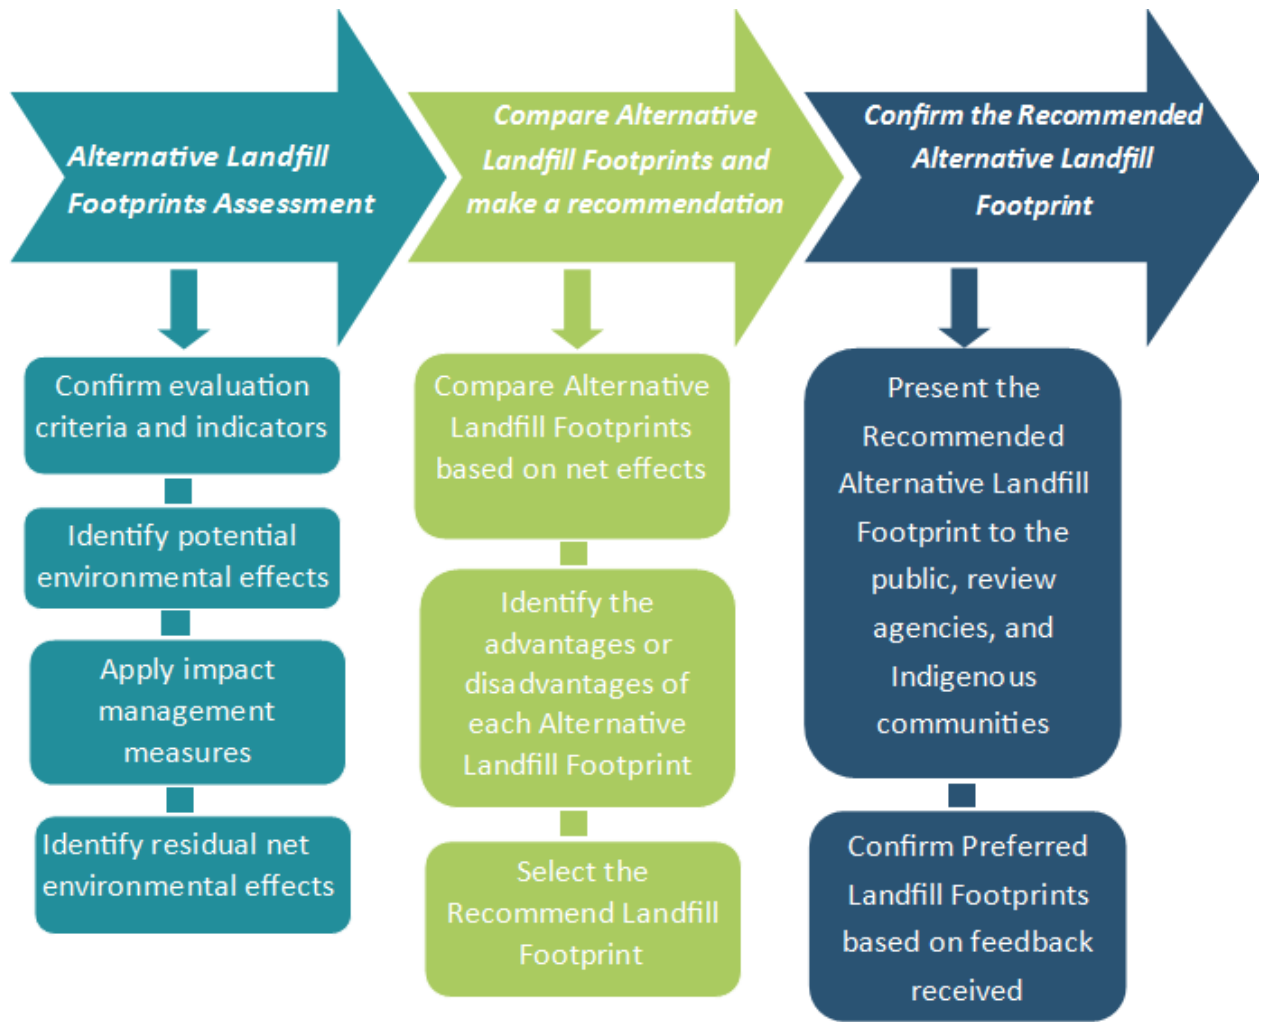 Alternative Landfill
Footprints Assessment
Compare Alternative
Landfill Footprints and
make a recommendation
Confirm the Recommended
Alternative Landfill
Footprint
Confirm evaluation
criteria and indicators
Identify potential
environmental effects
Apply impact
management
measures
Identify residual net
environmental effects
Compare Alternative
Landfill Footprints
based on net effects
Identify the
advantages or
disadvantages of
each Alternative
Landfill Footprint
Select the
Recommend Landfill
Footprint
Present the
Recommended
Alternative Landfill
Footprint to the
public, review
agencies, and
Indigenous
communities
Confirm Preferred
Landfill Footprints
based on feedback
received